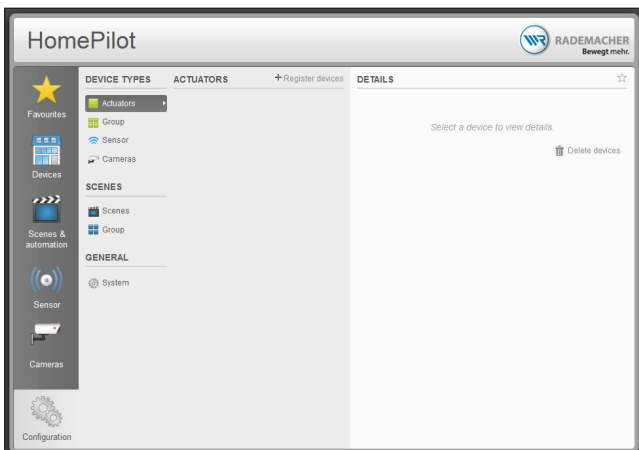 HomePilot
WR RADEMACHER
Bewegt mehr.
Favourites
Devices
Scenes &
automation
Sensor
Cameras
Configuration
DEVICE TYPES
Actuators
Group
Sensor
Cameras
SCENES
Scenes
Group
GENERAL
System
ACTUATORS
+ Register devices
DETAILS
Select a device to view details.
Delete devices